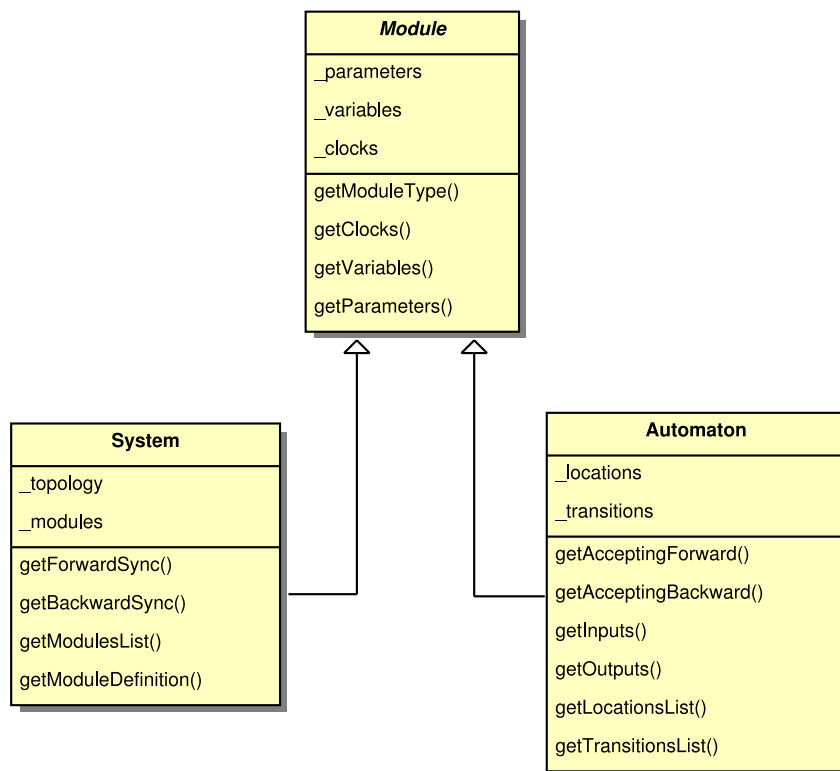 Module
_parameters
_variables
_clocks
getModuleType()
getClocks()
getVariables()
getParameters()
System
_topology
_modules
getForwardSync()
getBackwardSync()
getModulesList()
getModuleDefinition()
Automaton
_locations
_transitions
getAcceptingForward()
getAcceptingBackward()
getInputs()
getOutputs()
getLocationsList()
getTransitionsList()